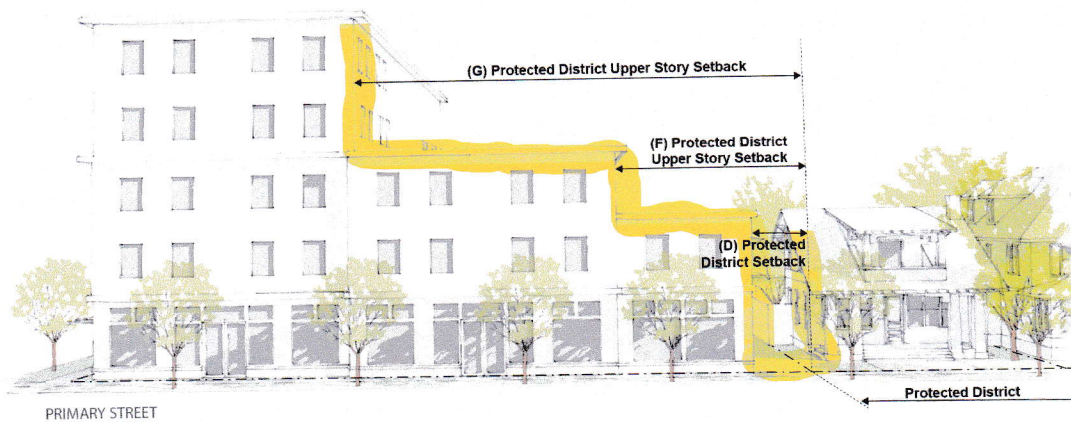 (G) Protected District Upper Story Setback
(F) Protected District
Upper Story Setback
(D) Protected
District Setback
Protected District
PRIMARY STREET